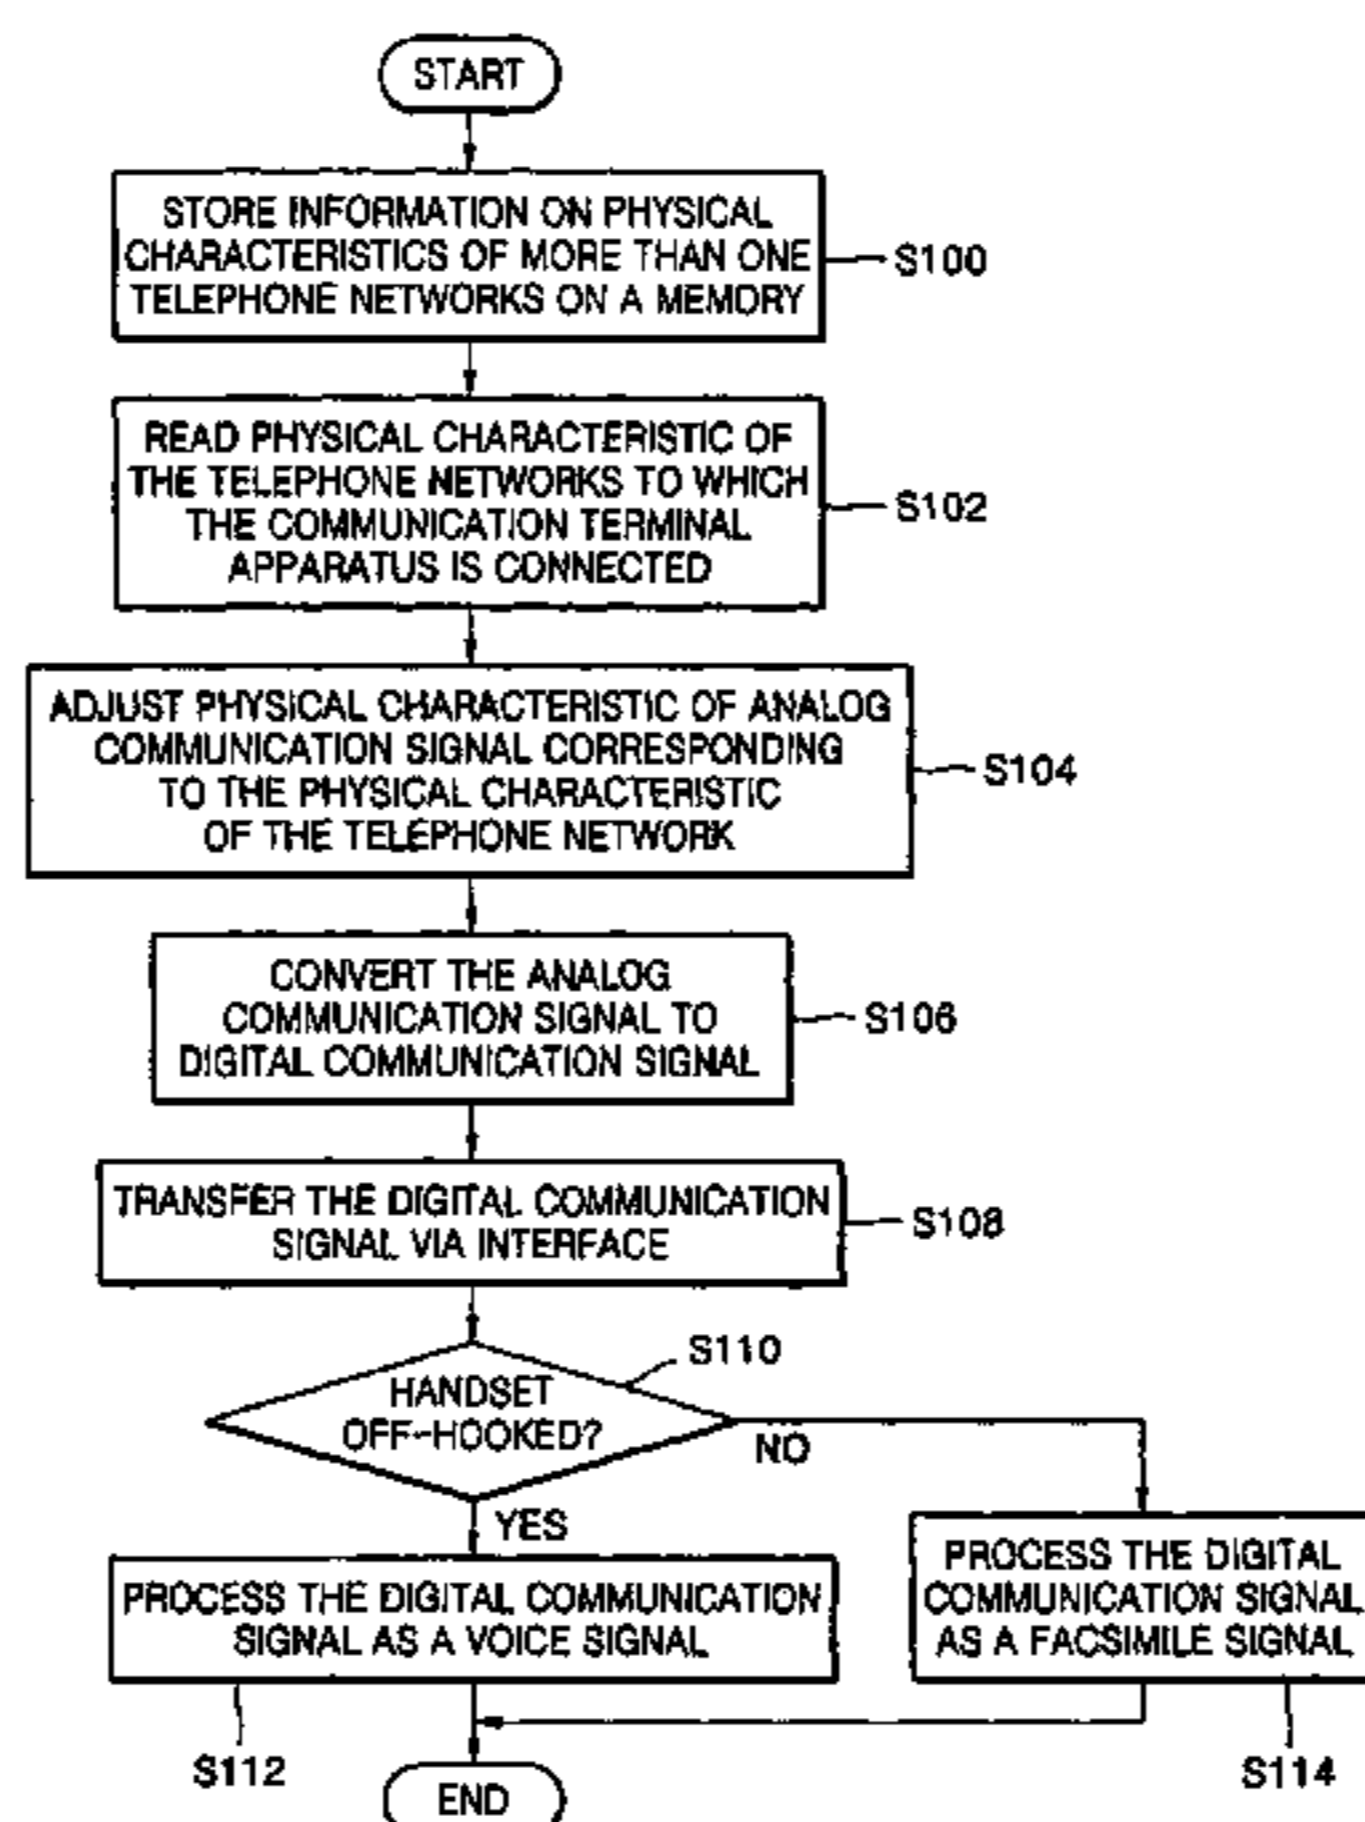 START
STORE INFORMATION ON PHYSICAL
CHARACTERISTICS OF MORE THAN ONE
TELEPHONE NETWORKS ON A MEMORY
S100
READ PHYSICAL CHARACTERISTIC OF
THE TELEPHONE NETWORKS TO WHICH
THE COMMUNICATION TERMINAL
APPARATUS IS CONNECTED
S102
ADJUST PHYSICAL CHARACTERISTIC OF ANALOG
COMMUNICATION SIGNAL CORRESPONDING
TO THE PHYSICAL CHARACTERISTIC
OF THE TELEPHONE NETWORK
S104
CONVERT THE ANALOG
COMMUNICATION SIGNAL TO
DIGITAL COMMUNICATION SIGNAL
S106
TRANSFER THE DIGITAL COMMUNICATION
SIGNAL VIA INTERFACE
S108
S110
HANDSET
OFF-HOOKED?
NO
YES
PROCESS THE DIGITAL COMMUNICATION
SIGNAL AS A VOICE SIGNAL
S112
PROCESS THE DIGITAL
COMMUNICATION SIGNAL
AS A FACSIMILE SIGNAL
S114
END